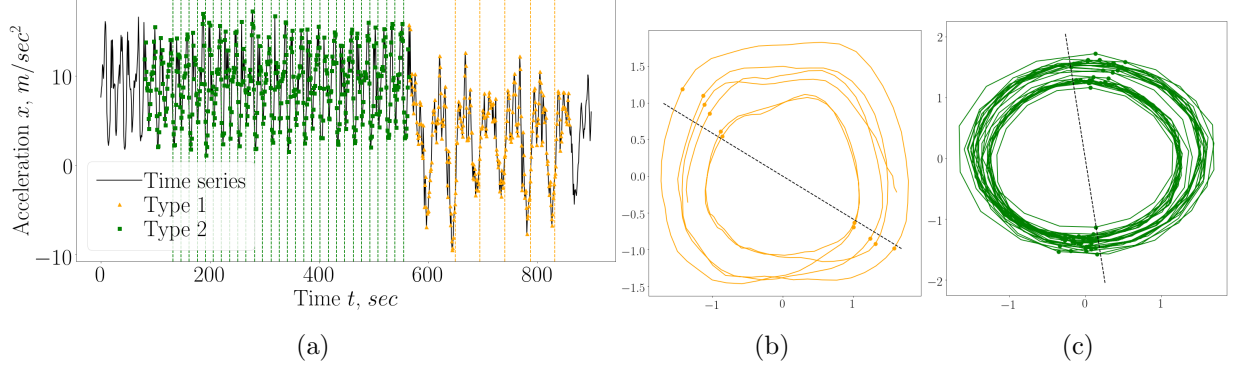 Acceleration x, m/sec²
10
0
−10
Time series
Type 1
Type 2
0 200 400 600 800
Time t, sec
(a)
1.5
1.0
0.5
0.0
−0.5
−1.0
−1.5
−1 0 1
(b)
2
1
0
−1
−2
−1 0 1
(c)